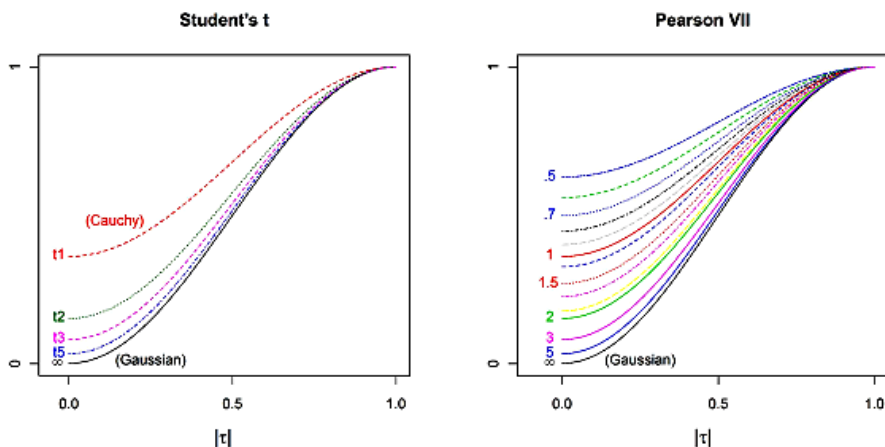 Student's t
1
(Cauchy)
t1
t2
t3
t5
∞
(Gaussian)
0
0.0 0.5 1.0
|τ|
Pearson VII
1
.5
.7
1
1.5
2
3
5
∞
(Gaussian)
0
0.0 0.5 1.0
|τ|